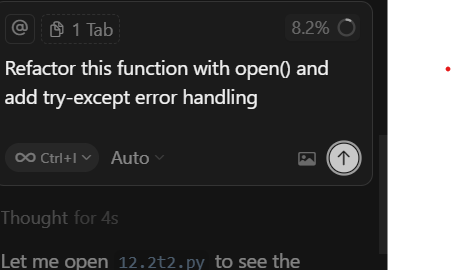 @ 1 Tab 8.2%
Refactor this function with open() and
add try-except error handling
Ctrl+I Auto
Thought for 4s
Let me open 12.2t2.py to see the